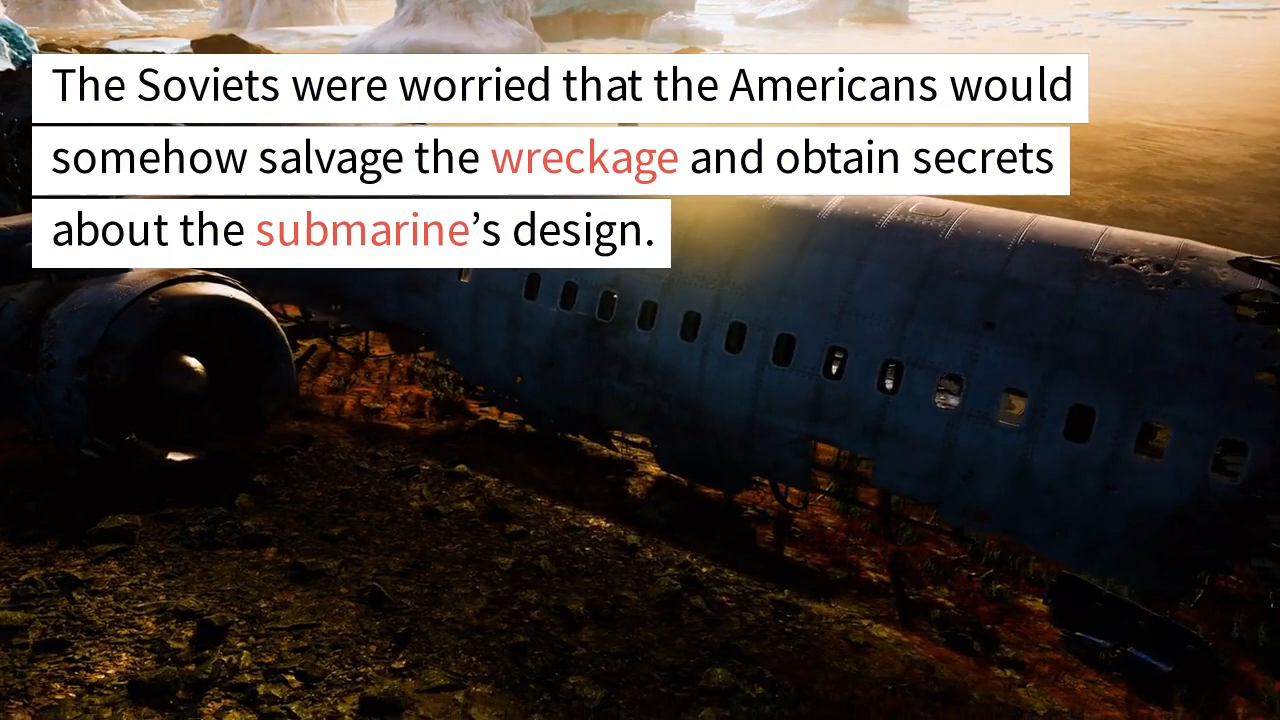 The Soviets were worried that the Americans would
somehow salvage the wreckage and obtain secrets
about the submarine’s design.